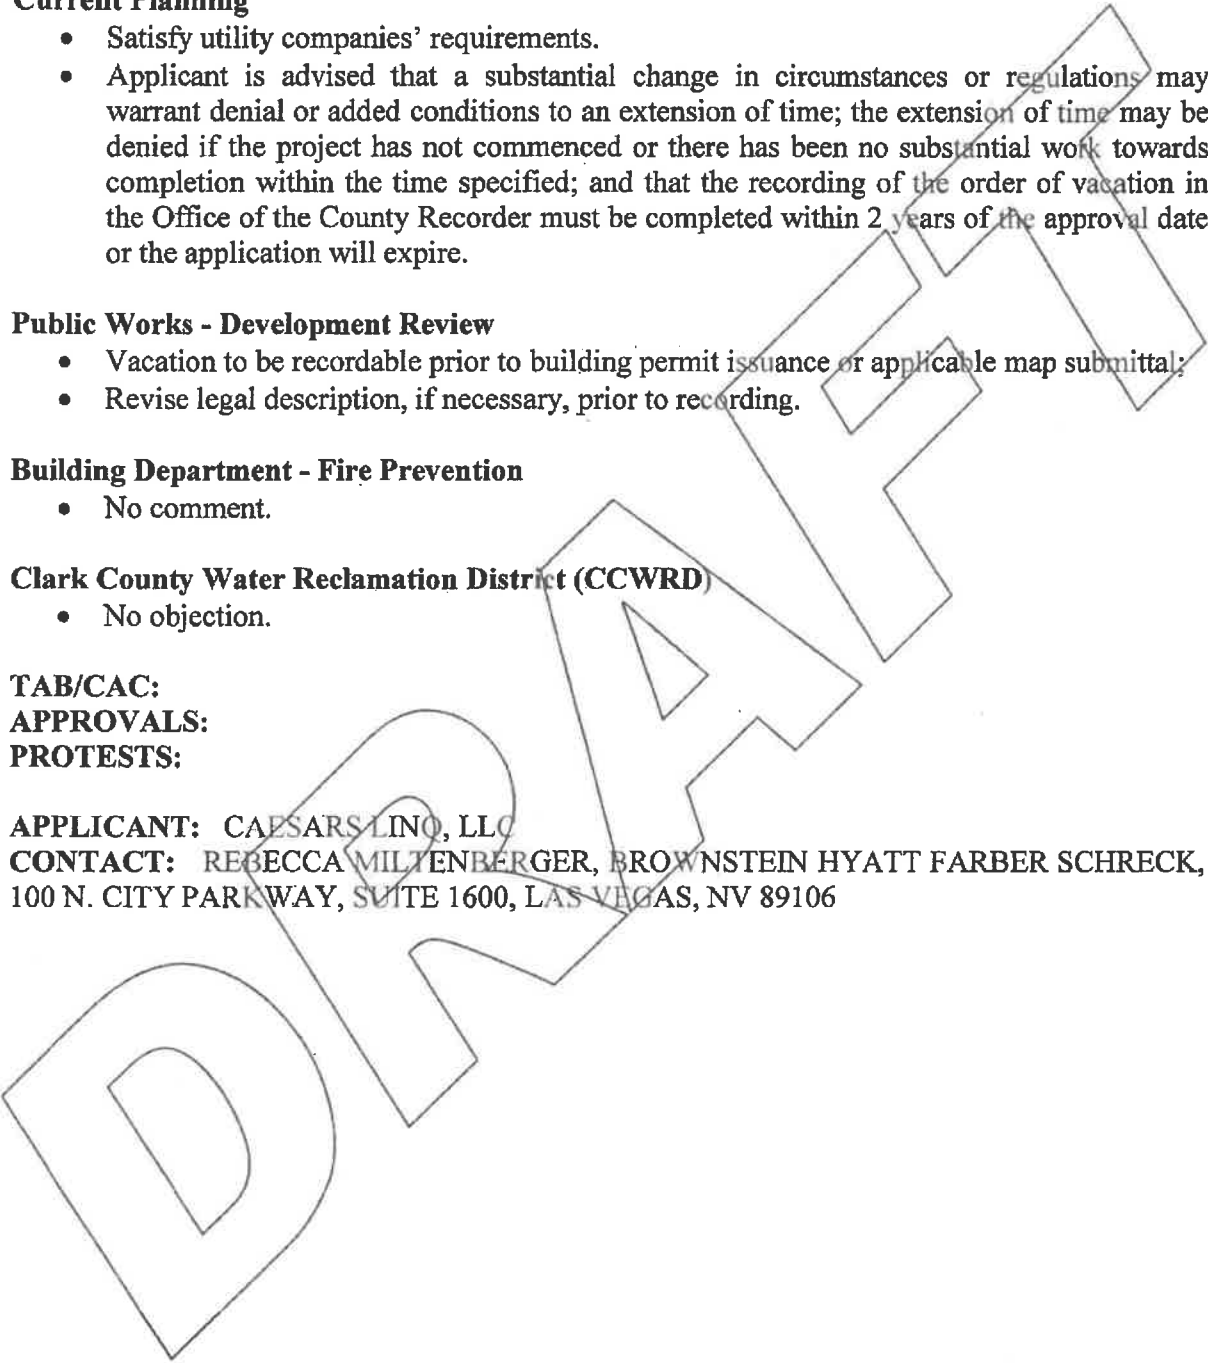 Current Planning
• Satisfy utility companies' requirements.
• Applicant is advised that a substantial change in circumstances or regulations may
warrant denial or added conditions to an extension of time; the extension of time may be
denied if the project has not commenced or there has been no substantial work towards
completion within the time specified; and that the recording of the order of vacation in
the Office of the County Recorder must be completed within 2 years of the approval date
or the application will expire.
Public Works - Development Review
• Vacation to be recordable prior to building permit issuance or applicable map submittal;
• Revise legal description, if necessary, prior to recording.
Building Department - Fire Prevention
• No comment.
Clark County Water Reclamation District (CCWRD)
• No objection.
TAB/CAC:
APPROVALS:
PROTESTS:
APPLICANT: CAESARS LINQ, LLC
CONTACT: REBECCA MILTENBERGER, BROWNSTEIN HYATT FARBER SCHRECK,
100 N. CITY PARKWAY, SUITE 1600, LAS VEGAS, NV 89106
DRAFT